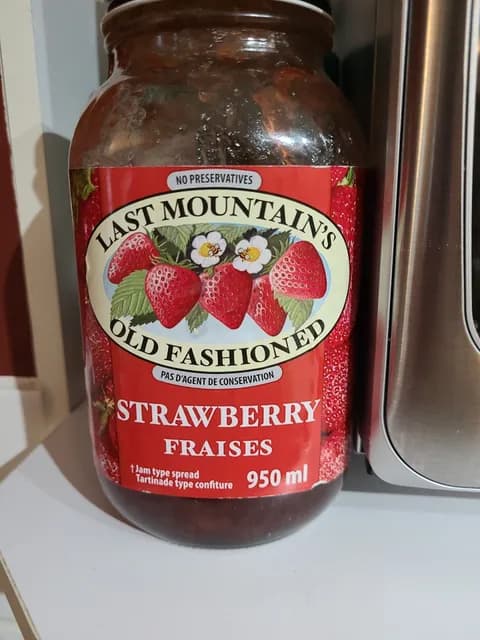 NO PRESERVATIVES
LAST MOUNTAIN'S
OLD FASHIONED
PAS D'AGENT DE CONSERVATION
STRAWBERRY
FRAISES
†Jam type spread
Tartinade type confiture
950 ml